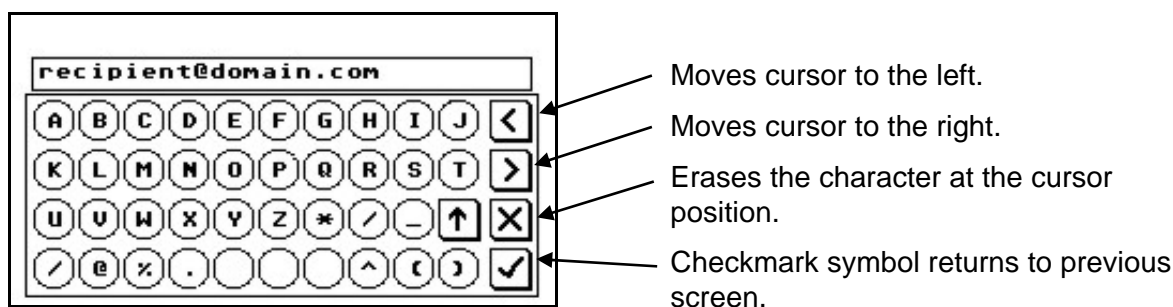 recipient@domain.com
A B C D E F G H I J <
K L M N O P Q R S T >
U V W X Y Z * / _ ↑ X
/ @ % . ^ ( ) ✓
Moves cursor to the left.
Moves cursor to the right.
Erases the character at the cursor
position.
Checkmark symbol returns to previous
screen.